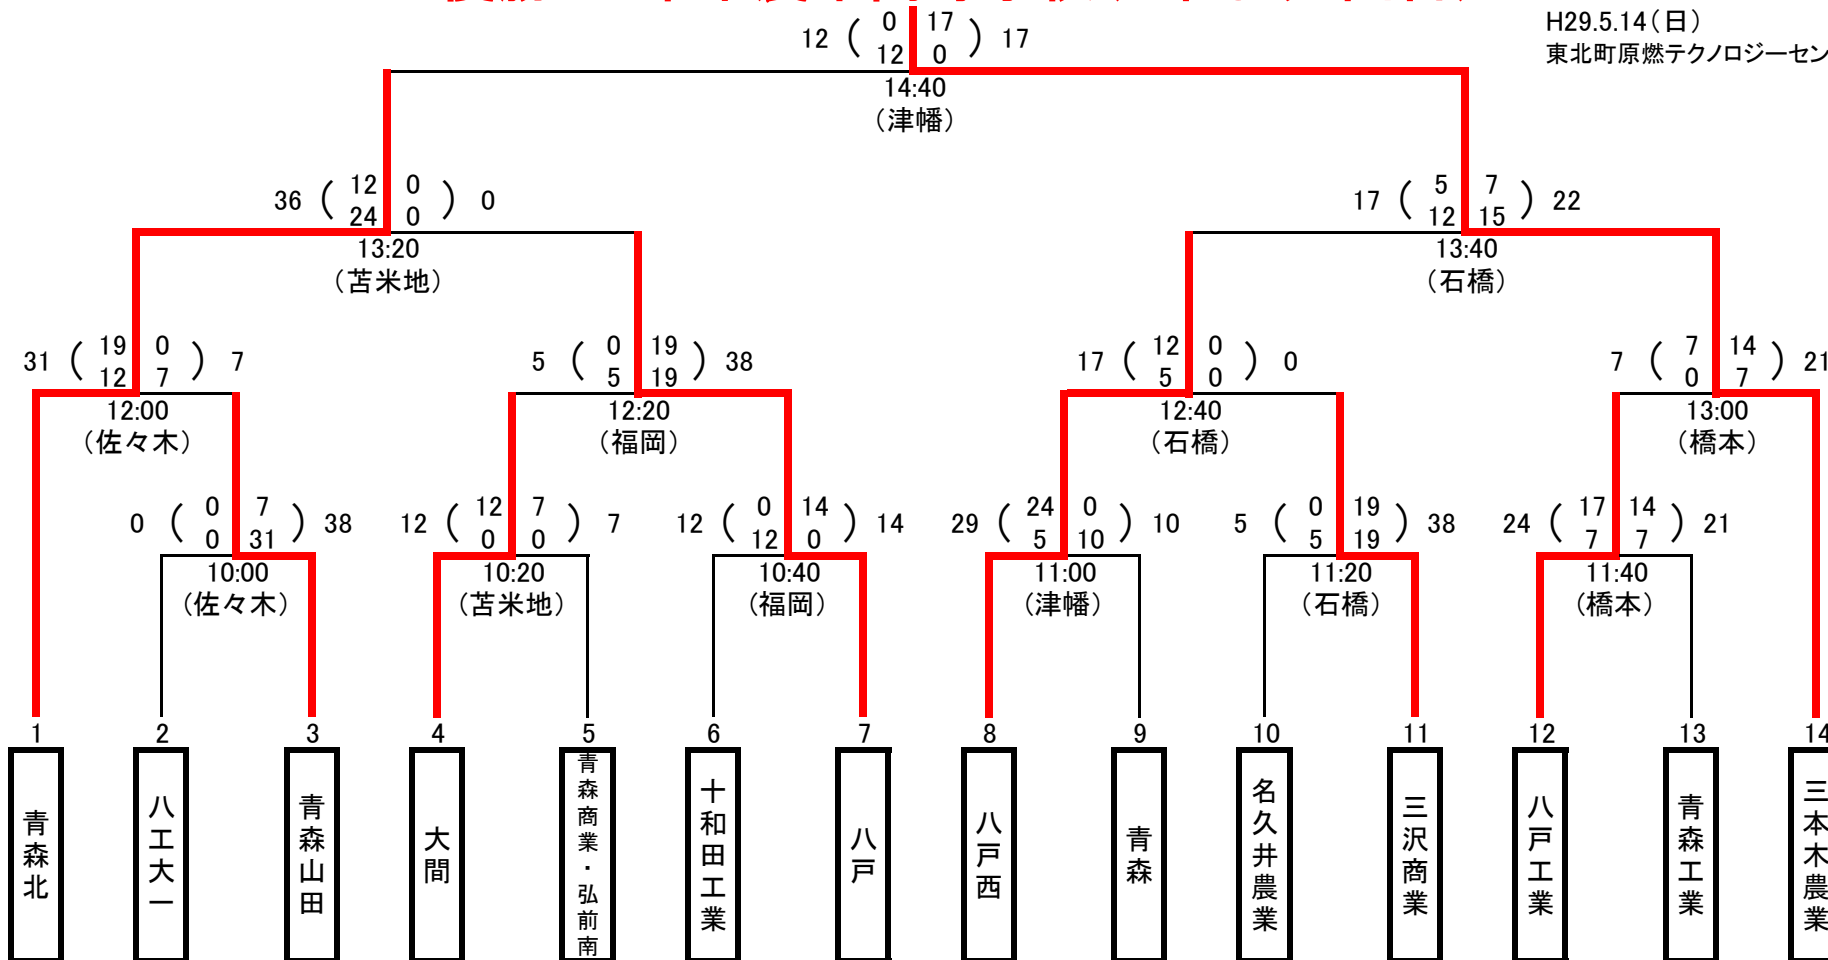 H29.5.14(日)
東北町原燃テクノロジーセン
12 ( 0 17 ) 17
12 0
14:40
(津幡)
36 ( 12 0 ) 0
24 0
13:20
(苫米地)
17 ( 5 7 ) 22
12 15
13:40
(石橋)
31 ( 19 0 ) 7
12 7
12:00
(佐々木)
5 ( 0 19 ) 38
5 19
12:20
(福岡)
17 ( 12 0 ) 0
5 0
12:40
(石橋)
7 ( 7 14 ) 21
0 7
13:00
(橋本)
0 ( 0 7 ) 38
0 31
10:00
(佐々木)
12 ( 12 7 ) 7
0 0
10:20
(苫米地)
12 ( 0 14 ) 14
12 0
10:40
(福岡)
29 ( 24 0 ) 10
5 10
11:00
(津幡)
5 ( 0 19 ) 38
5 19
11:20
(石橋)
24 ( 17 14 ) 21
7 7
11:40
(橋本)
1 2 3 4 5 6 7 8 9 10 11 12 13 14
青森北
八工大一
青森山田
大間
青森商業・弘前南
十和田工業
八戸
八戸西
青森
名久井農業
三沢商業
八戸工業
青森工業
三本木農業